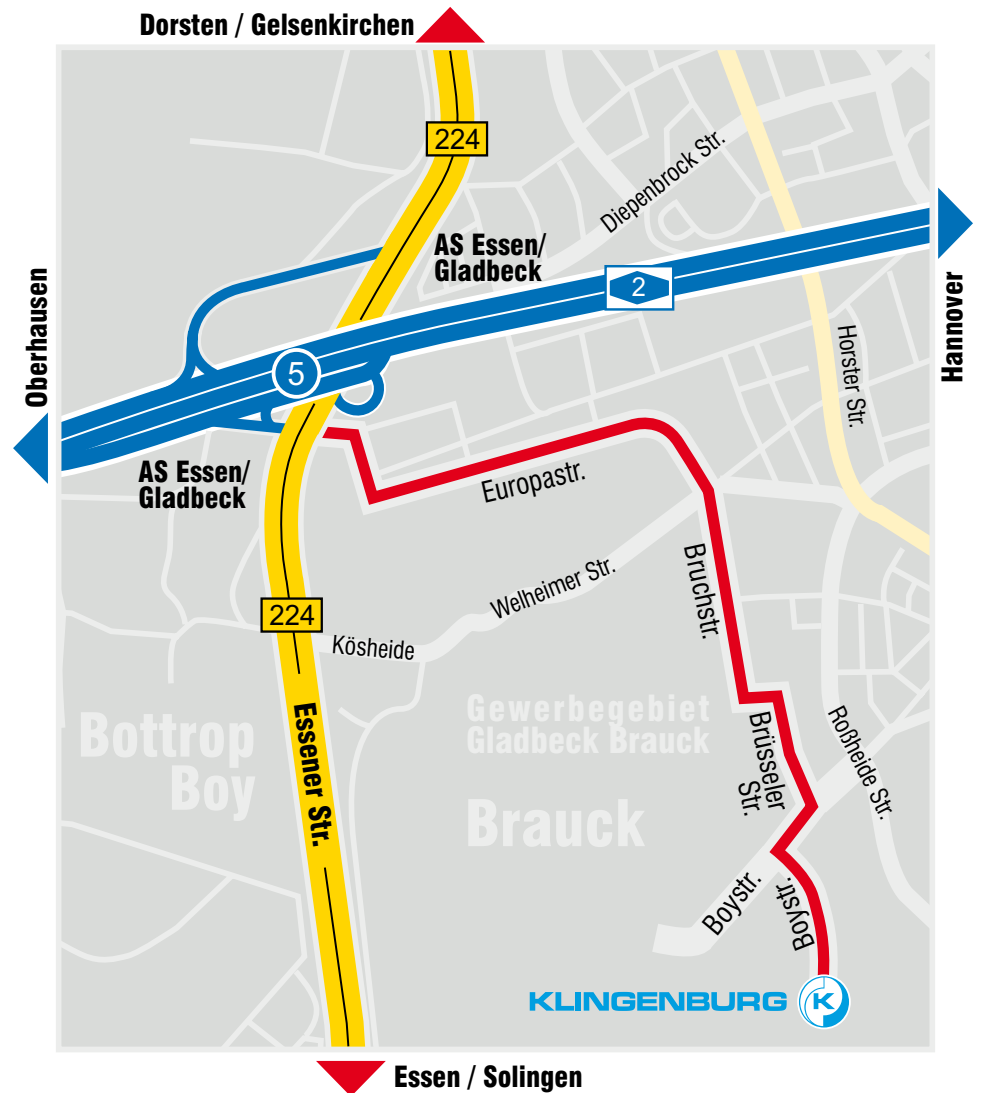 Dorsten / Gelsenkirchen
224
Diepenbrock Str.
AS Essen/
Gladbeck
Oberhausen
2
Hannover
5
Horster Str.
AS Essen/
Gladbeck
Europastr.
Bruchstr.
Welheimer Str.
224
Kösheide
Gewerbegebiet
Gladbeck Brauck
Bottrop
Boy
Essener Str.
Brüsseler
Str.
Roßheide Str.
Brauck
Boystr.
Boystr.
KLINGENBURG K
Essen / Solingen